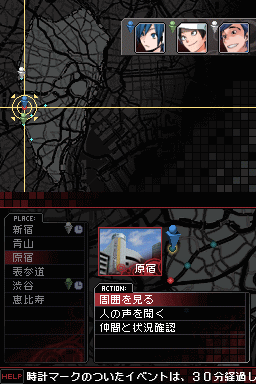 PLACE:
新宿
青山
原宿
表参道
渋谷
恵比寿
原宿
ACTION:
周囲を見る
人の声を聞く
仲間と状況確認
HELP 時計マークのついたイベントは、30分経過し